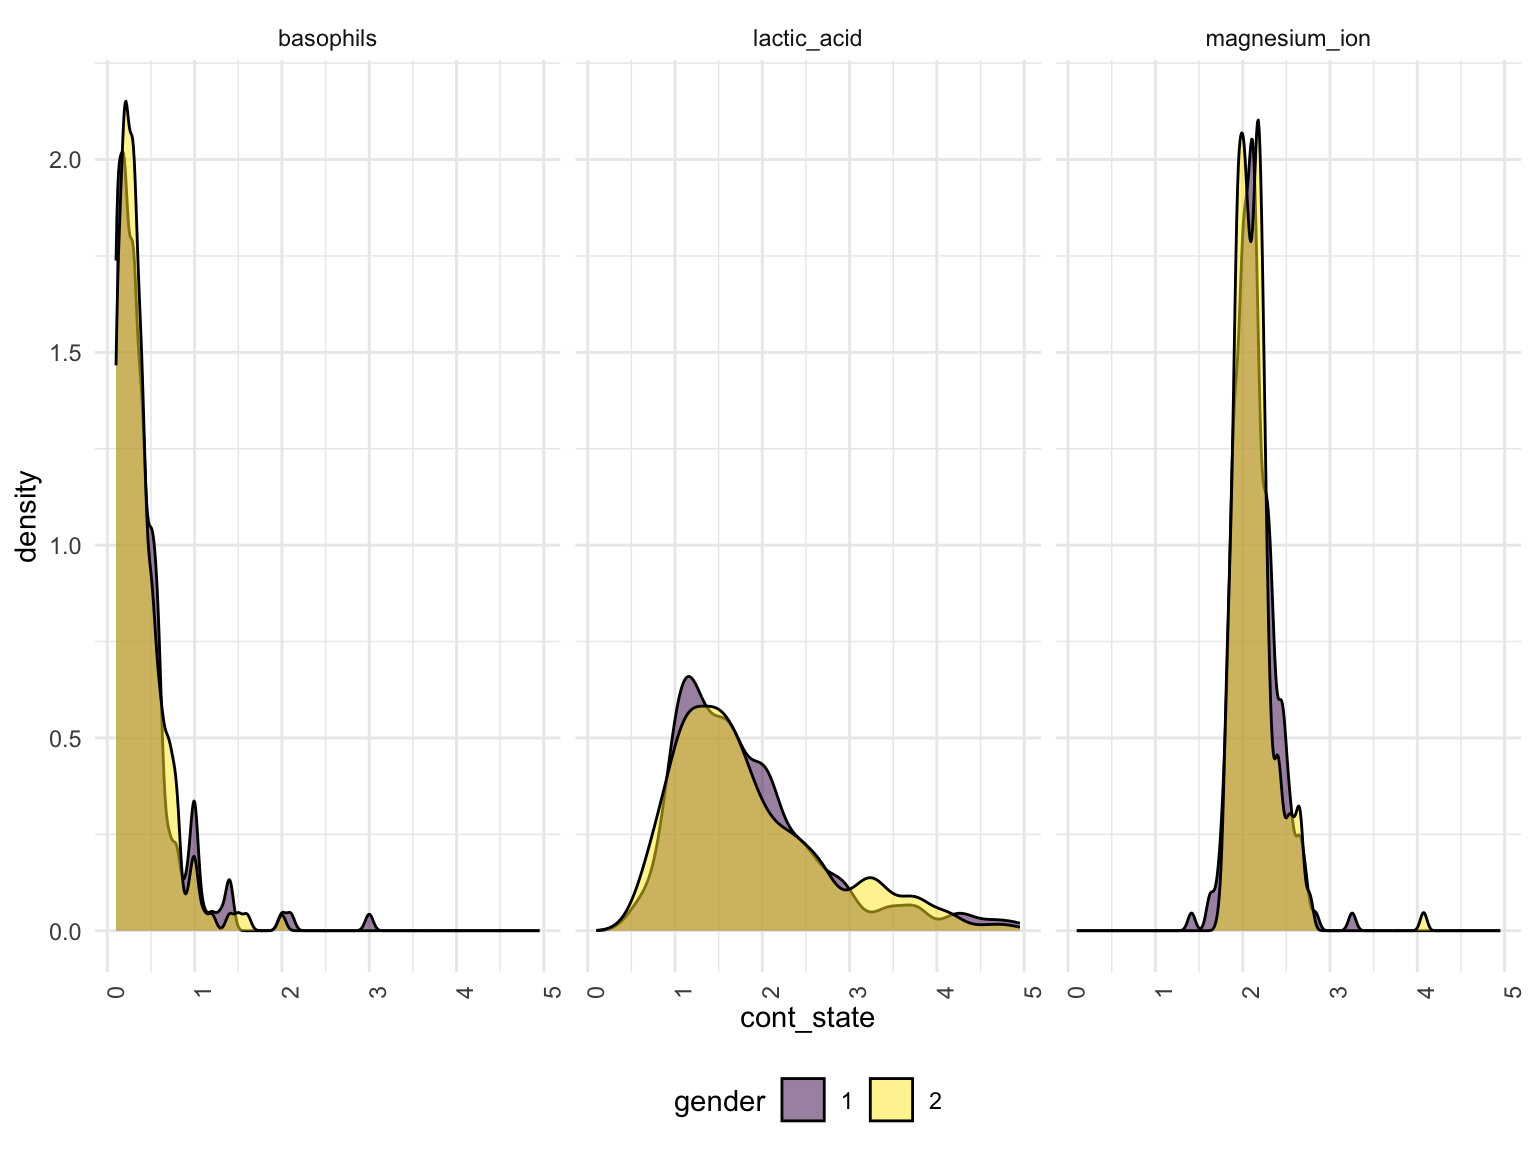 basophils lactic_acid magnesium_ion
2.0
1.5
1.0
0.5
0.0
density
0 1 2 3 4 5 0 1 2 3 4 5 0 1 2 3 4 5
cont_state
gender 1 2